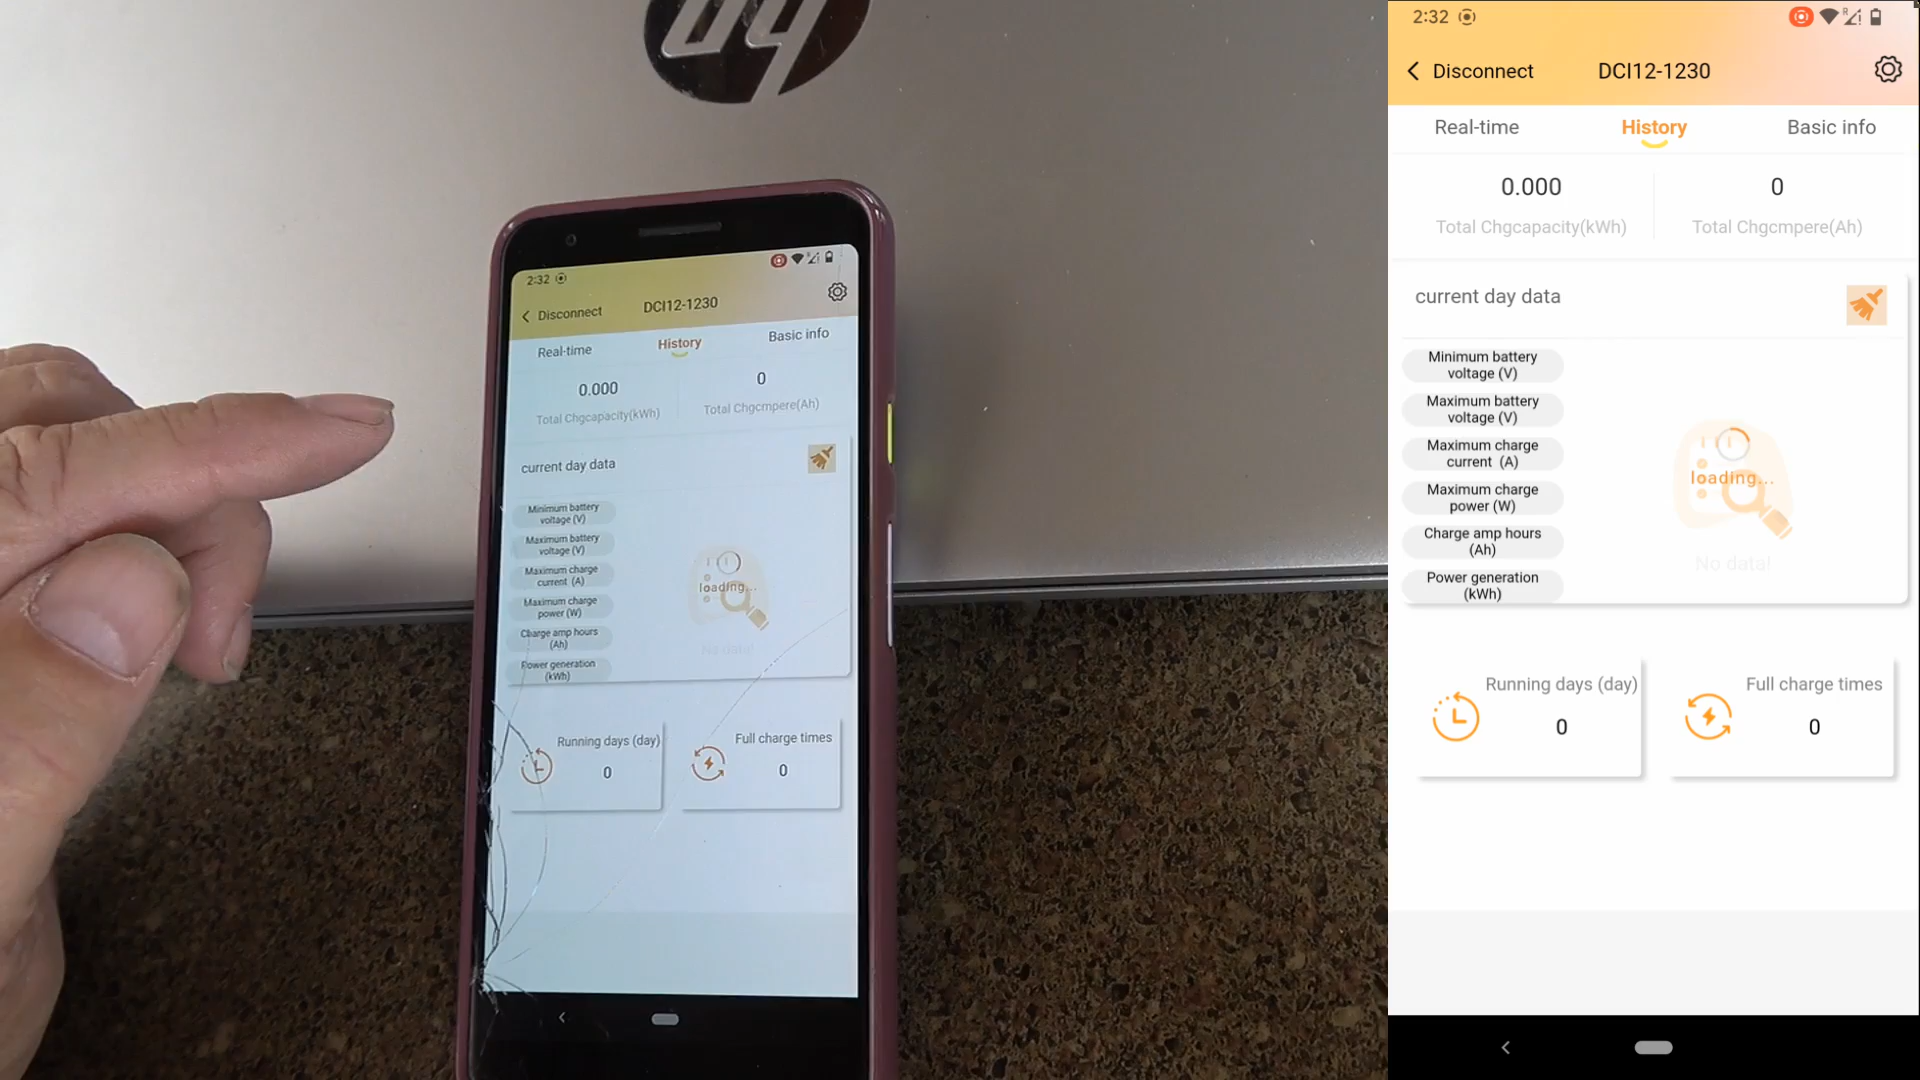 hp
2:32
Disconnect DCI12-1230
Real-time History Basic info
0.000 0
Total Chgcapacity(kWh) Total Chgcmpere(Ah)
current day data
Minimum battery
voltage (V)
Maximum battery
voltage (V)
Maximum charge
current (A)
Maximum charge
power (W)
Charge amp hours
(Ah)
Power generation
(kWh)
loading...
No data!
Running days (day) Full charge times
0 0
2:32
R
Disconnect DCI12-1230
Real-time History Basic info
0.000 0
Total Chgcapacity(kWh) Total Chgcmpere(Ah)
current day data
Minimum battery
voltage (V)
Maximum battery
voltage (V)
Maximum charge
current (A)
Maximum charge
power (W)
Charge amp hours
(Ah)
Power generation
(kWh)
loading...
No data!
Running days (day) Full charge times
0 0